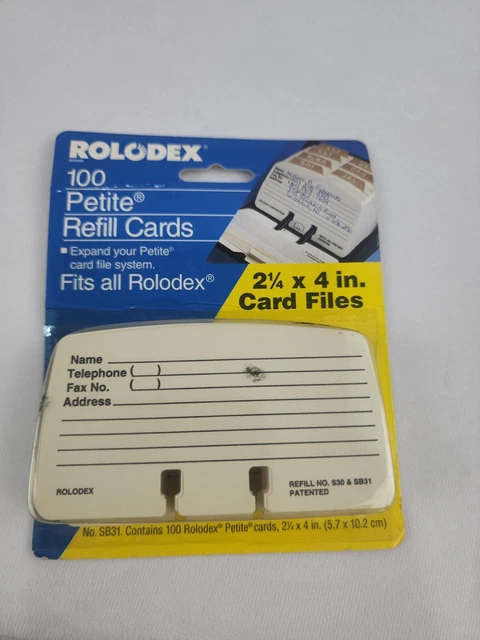 ROLODEX®
100
Petite®
Refill Cards
■ Expand your Petite®
card file system.
Fits all Rolodex®
2¼ x 4 in.
Card Files
Name
Telephone ( )
Fax No. ( )
Address
ROLODEX
REFILL NO. S30 & SB31
PATENTED
No. SB31. Contains 100 Rolodex® Petite® cards, 2¼ x 4 in. (5.7 x 10.2 cm)